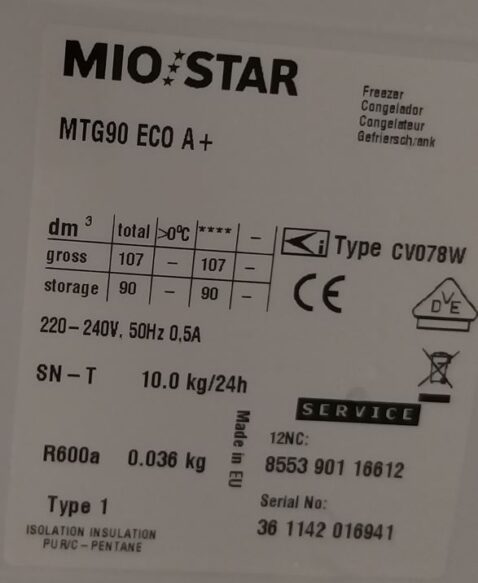 MIO STAR
Freezer
Congelador
Congelateur
Gefrierschrank
MTG90 ECO A+
dm³ total >0°C **** –
gross 107 – 107 –
storage 90 – 90 –
i Type CV078W
CE
DVE
220-240V, 50Hz 0,5A
SN-T 10.0 kg/24h
SERVICE
Made in EU
12NC:
8553 901 16612
R600a 0.036 kg
Serial No:
36 1142 016941
Type 1
ISOLATION INSULATION
PUR/C-PENTANE